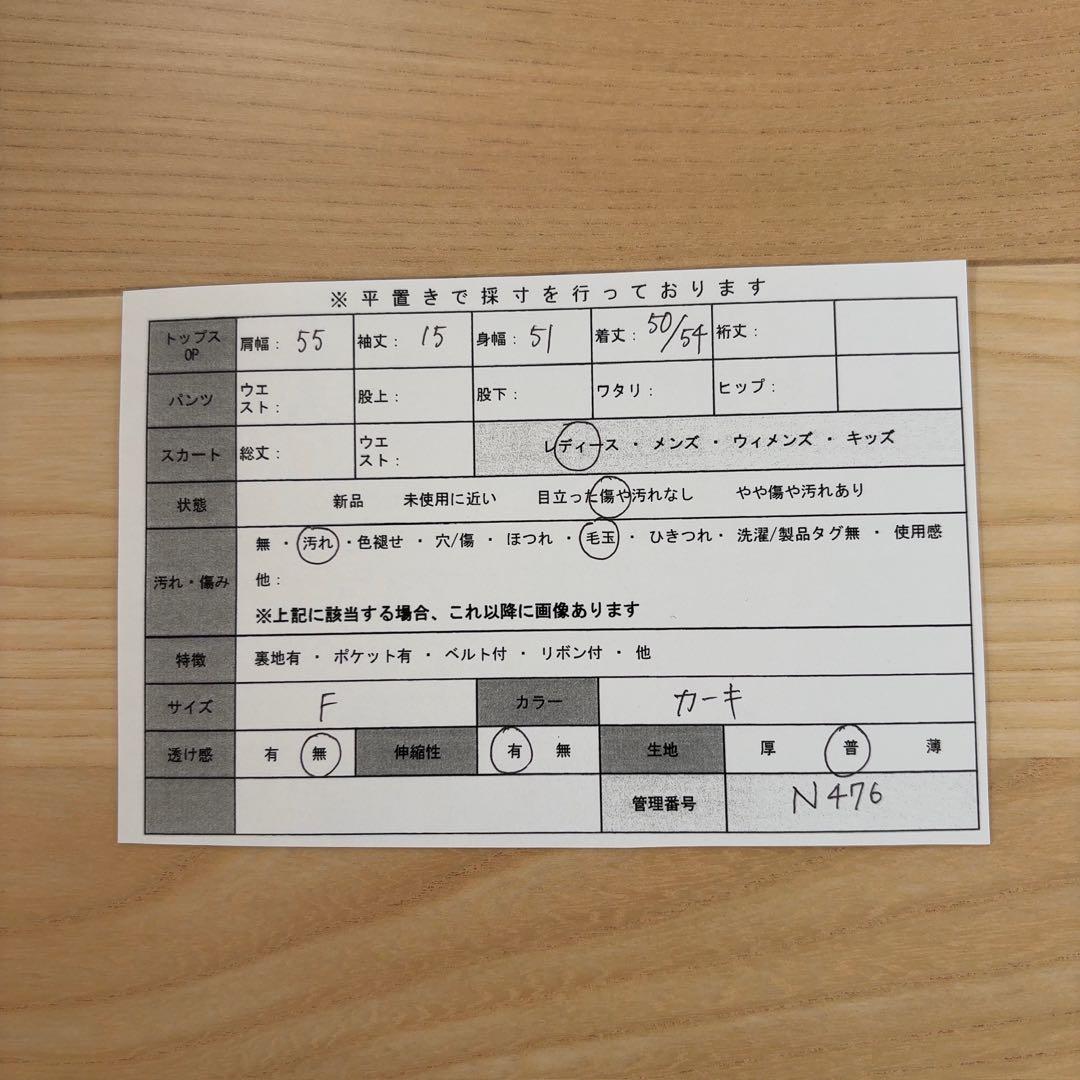 ※平置きで採寸を行っております
トップス OP 肩幅： 55 袖丈： 15 身幅： 51 着丈： 50/54 裄丈：
パンツ ウエスト： 股上： 股下： ワタリ： ヒップ：
スカート 総丈： ウエスト： レディース ・ メンズ ・ ウィメンズ ・ キッズ
状態 新品 未使用に近い 目立った傷や汚れなし やや傷や汚れあり
汚れ・傷み 無 ・ 汚れ ・色褪せ ・ 穴/傷 ・ ほつれ ・ 毛玉 ・ ひきつれ・ 洗濯/製品タグ無 ・ 使用感
他：
※上記に該当する場合、これ以降に画像あります
特徴 裏地有 ・ ポケット有 ・ ベルト付 ・ リボン付 ・ 他
サイズ F カラー カーキ
透け感 有 無 伸縮性 有 無 生地 厚 普 薄
管理番号 N476